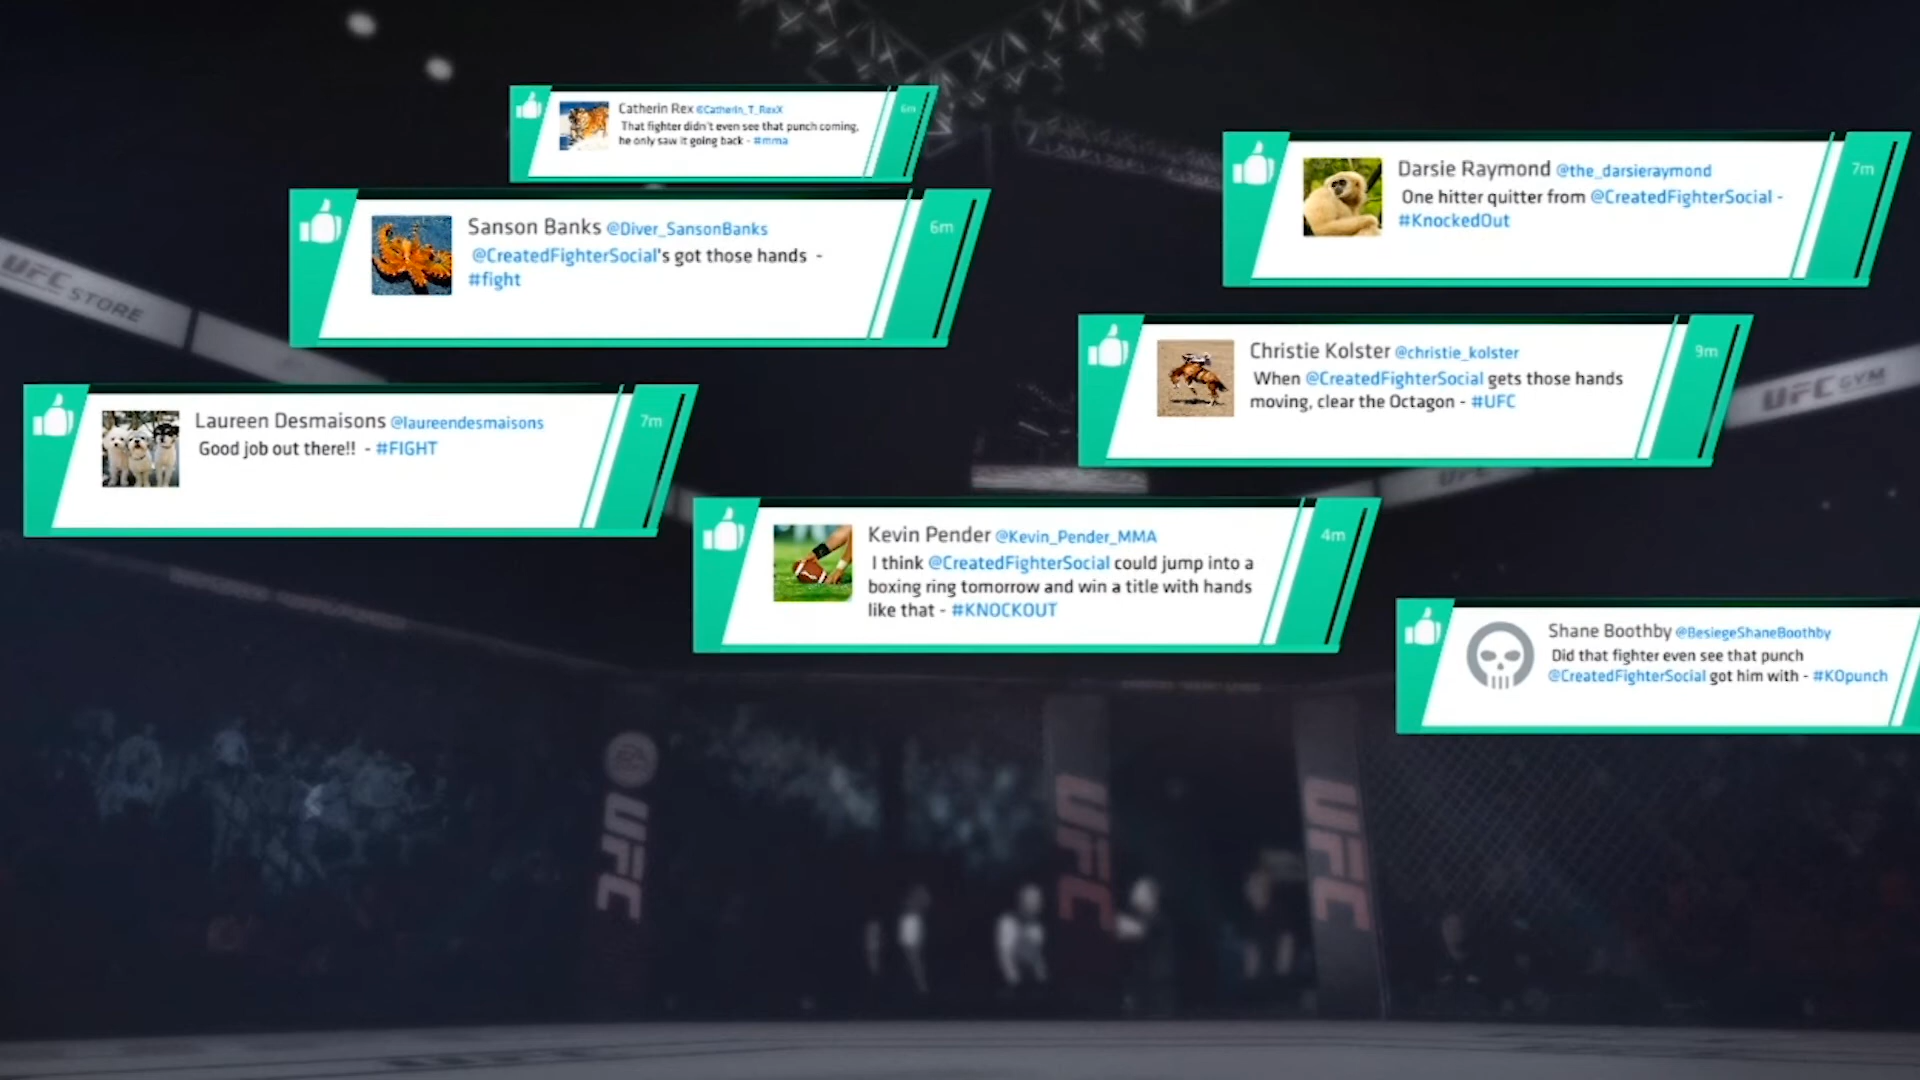 Catherin Rex @Catherin_T_RexX
6m
That fighter didn't even see that punch coming,
he only saw it going back - #mma
Darsie Raymond @the_darsieraymond
7m
One hitter quitter from @CreatedFighterSocial -
#KnockedOut
Sanson Banks @Diver_SansonBanks
6m
@CreatedFighterSocial's got those hands -
#fight
UFC STORE
Christie Kolster @christie_kolster
9m
When @CreatedFighterSocial gets those hands
moving, clear the Octagon - #UFC
UFC GYM
Laureen Desmaisons @laureendesmaisons
7m
Good job out there!! - #FIGHT
Kevin Pender @Kevin_Pender_MMA
4m
I think @CreatedFighterSocial could jump into a
boxing ring tomorrow and win a title with hands
like that - #KNOCKOUT
Shane Boothby @BesiegeShaneBoothby
Did that fighter even see that punch
@CreatedFighterSocial got him with - #KOpunch
EA
UFC
UFC
UFC